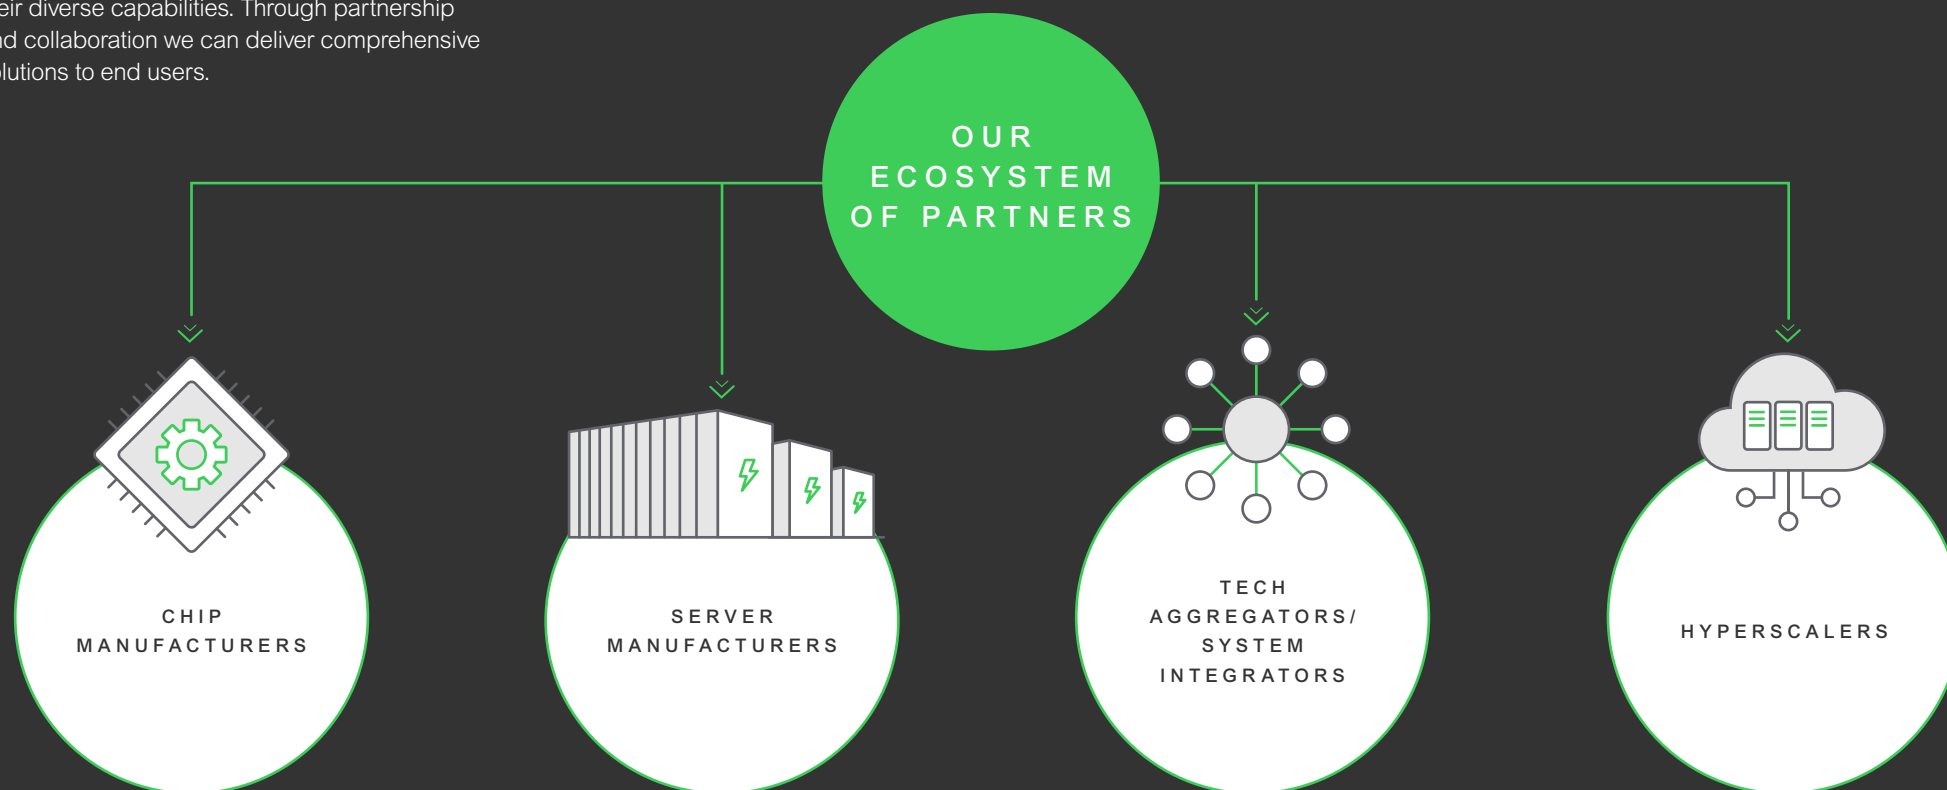 eir diverse capabilities. Through partnership
nd collaboration we can deliver comprehensive
olutions to end users.
OUR
ECOSYSTEM
OF PARTNERS
CHIP
MANUFACTURERS
SERVER
MANUFACTURERS
TECH
AGGREGATORS/
SYSTEM
INTEGRATORS
HYPERSCALERS